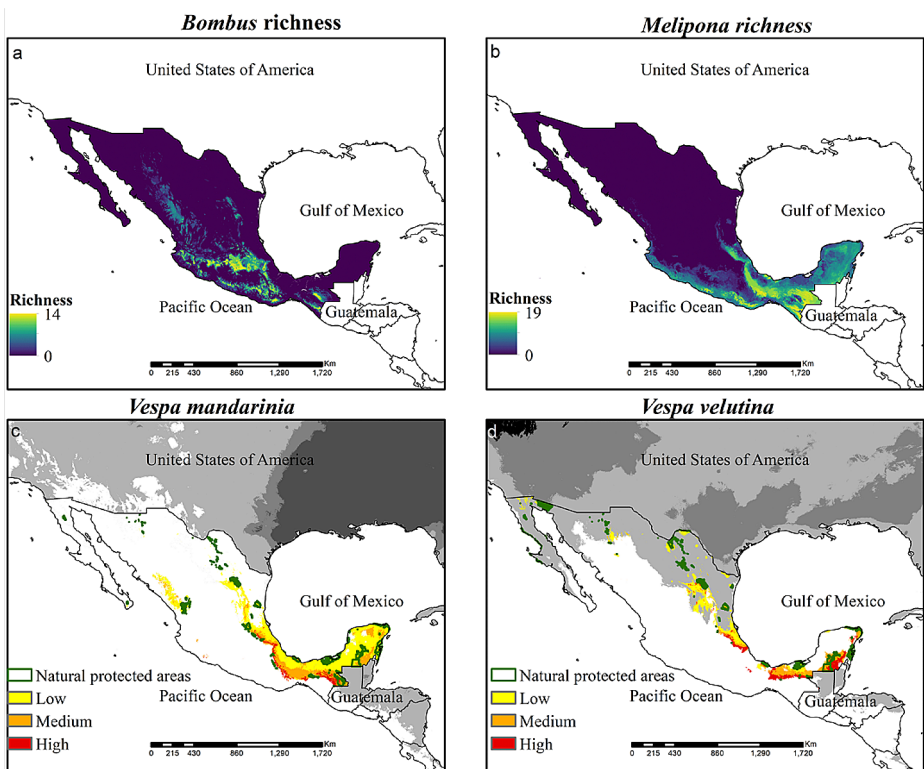 Bombus richness
Melipona richness
a
United States of America
Gulf of Mexico
Pacific Ocean
Guatemala
Richness
14
0
Km
0 215 430 860 1,290 1,720
b
United States of America
Gulf of Mexico
Pacific Ocean
Guatemala
Richness
19
0
Km
0 215 430 860 1,290 1,720
Vespa mandarinia
Vespa velutina
c
United States of America
Gulf of Mexico
Pacific Ocean
Guatemala
Natural protected areas
Low
Medium
High
Km
0 215 430 860 1,290 1,720
d
United States of America
Gulf of Mexico
Pacific Ocean
Guatemala
Natural protected areas
Low
Medium
High
Km
0 215 430 860 1,290 1,720